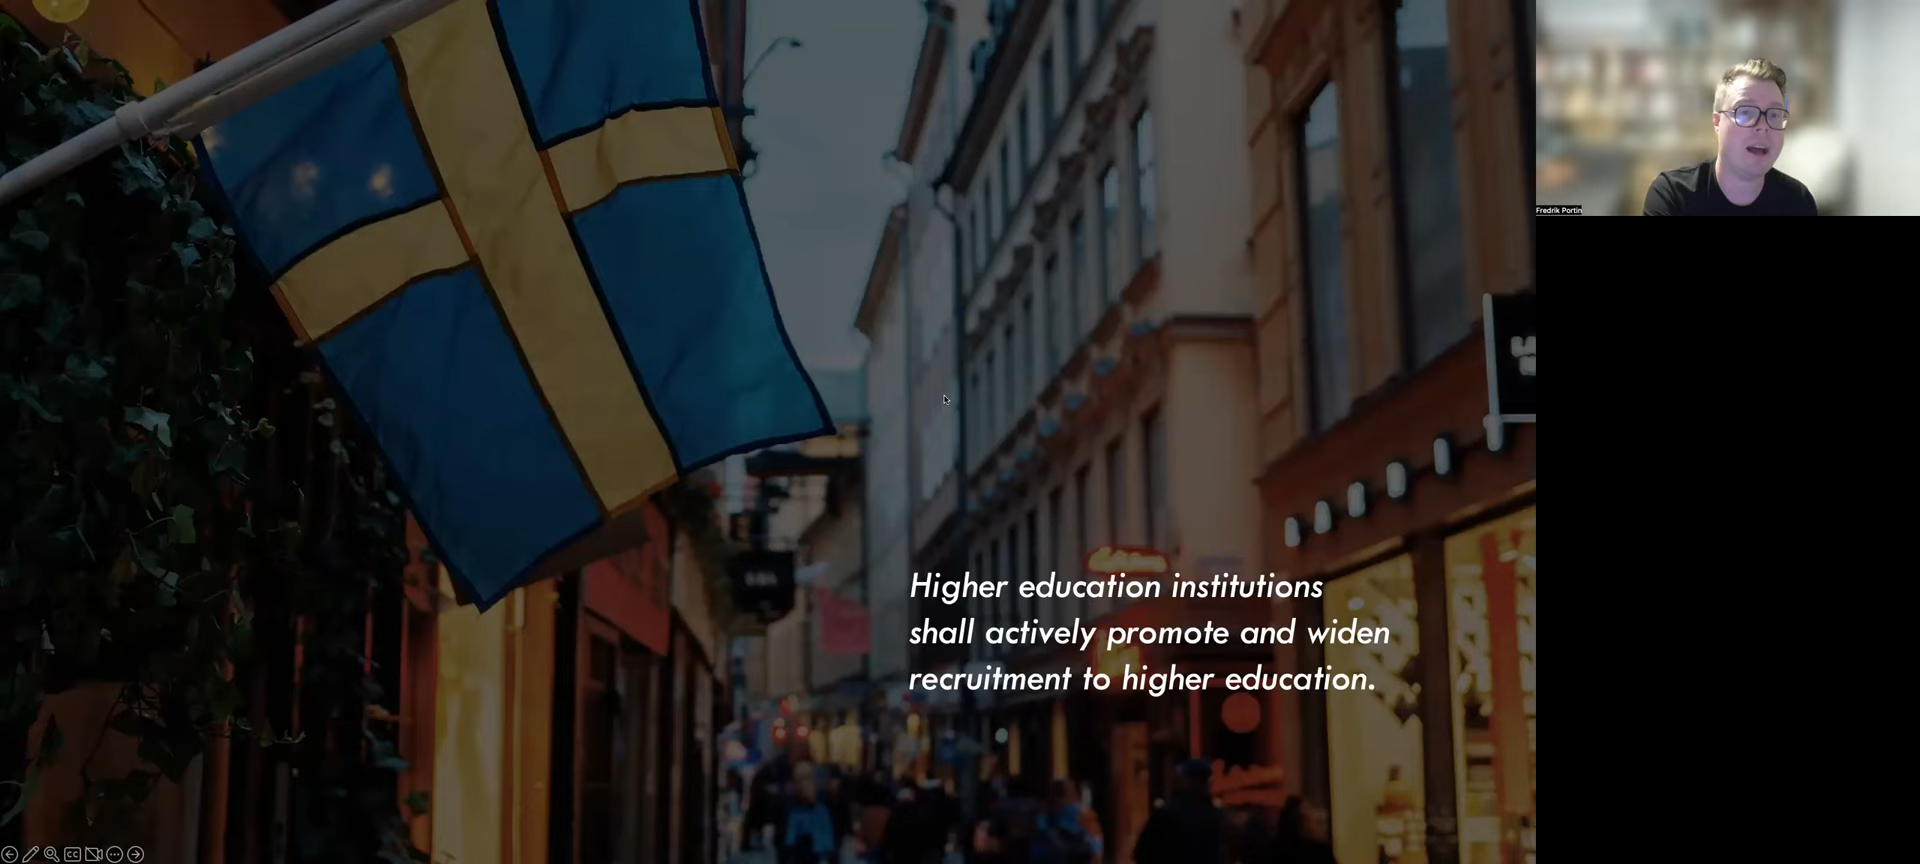 Higher education institutions
shall actively promote and widen
recruitment to higher education.
Fredrik Portin